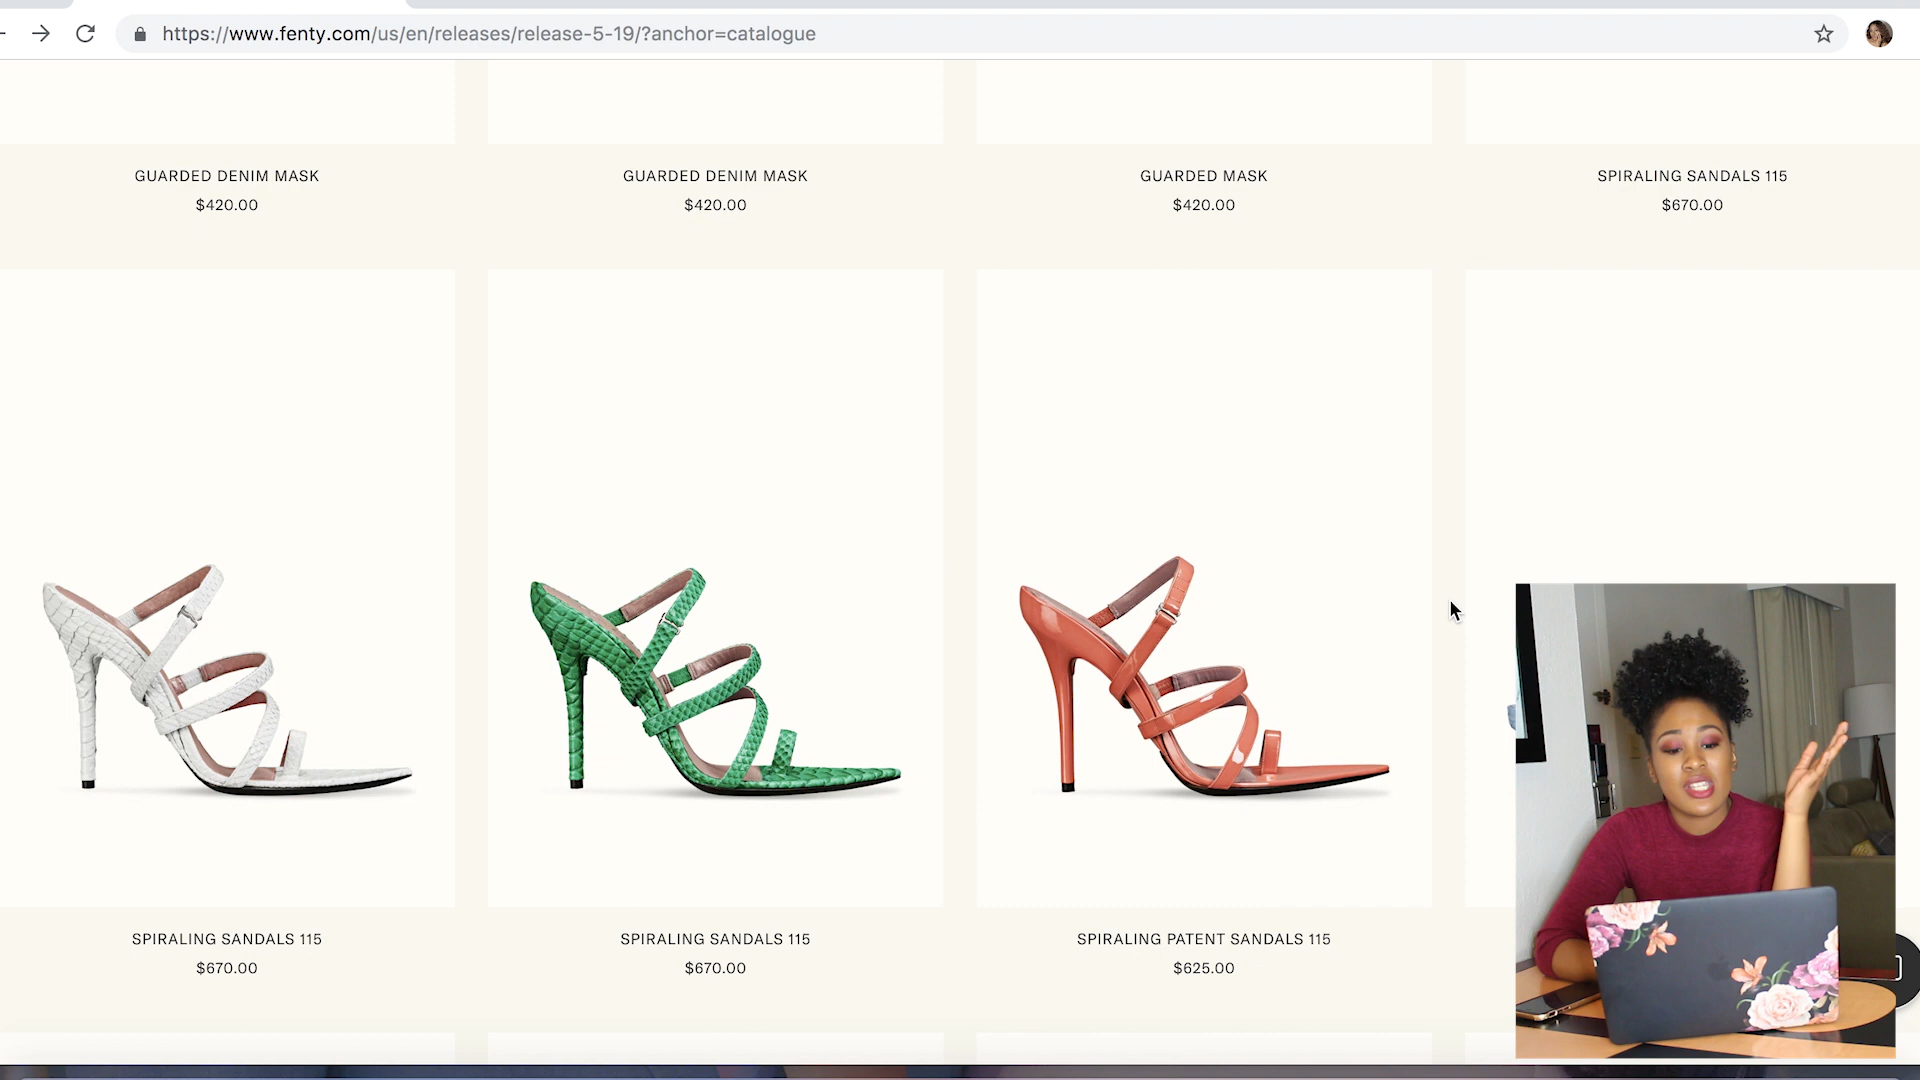 https://www.fenty.com/us/en/releases/release-5-19/?anchor=catalogue
GUARDED DENIM MASK
$420.00
GUARDED DENIM MASK
$420.00
GUARDED MASK
$420.00
SPIRALING SANDALS 115
$670.00
SPIRALING SANDALS 115
$670.00
SPIRALING SANDALS 115
$670.00
SPIRALING PATENT SANDALS 115
$625.00